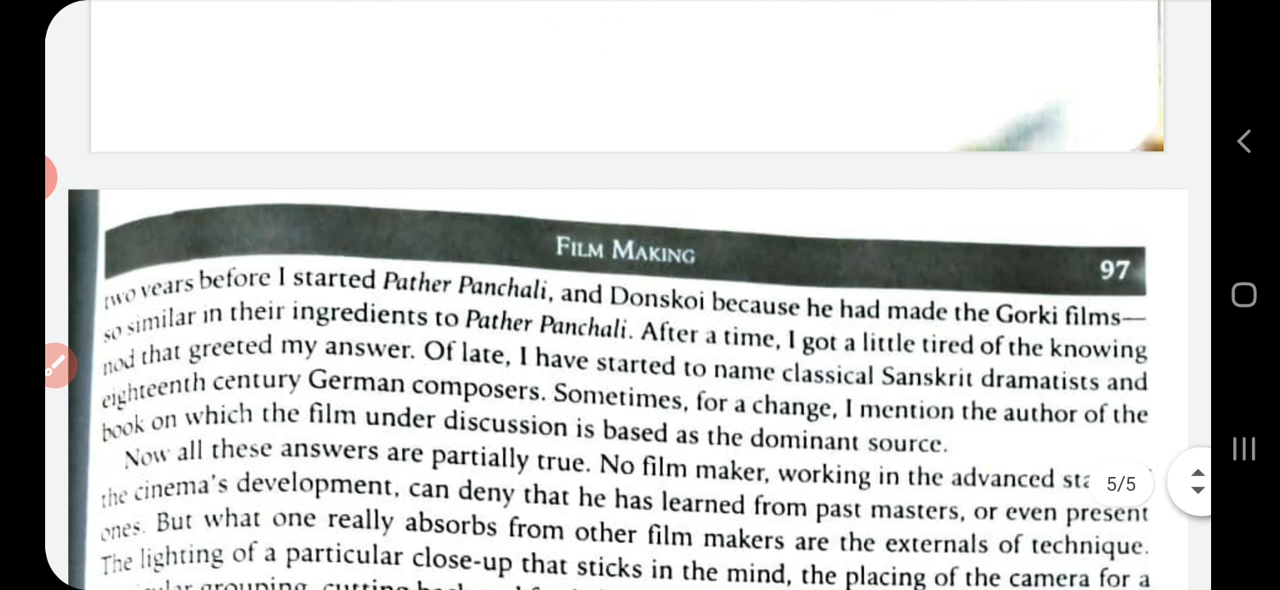 FILM MAKING
97
two years before I started Pather Panchali, and Donskoi because he had made the Gorki films—
so similar in their ingredients to Pather Panchali. After a time, I got a little tired of the knowing
nod that greeted my answer. Of late, I have started to name classical Sanskrit dramatists and
eighteenth century German composers. Sometimes, for a change, I mention the author of the
book on which the film under discussion is based as the dominant source.
Now all these answers are partially true. No film maker, working in the advanced
5/5
the cinema's development, can deny that he has learned from past masters, or even present
ones. But what one really absorbs from other film makers are the externals of technique.
The lighting of a particular close-up that sticks in the mind, the placing of the camera for a
grouping, cutting